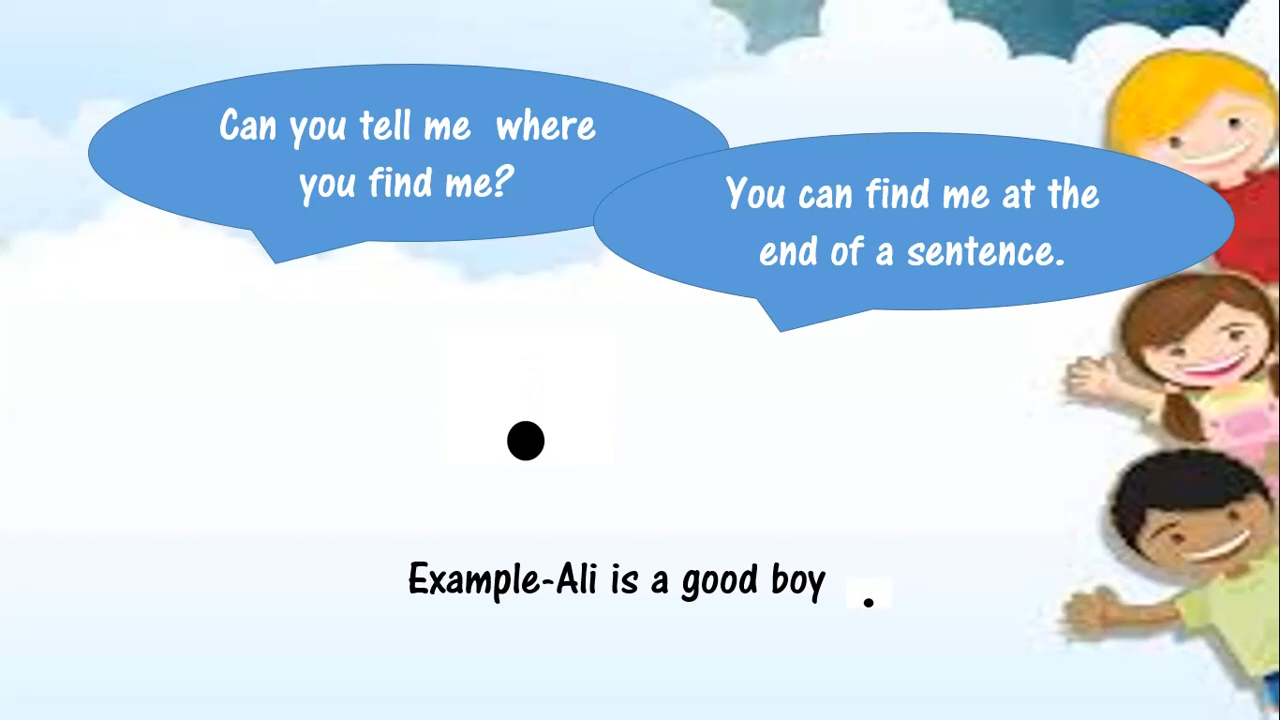 Can you tell me where
you find me?
You can find me at the
end of a sentence.
.
Example-Ali is a good boy .